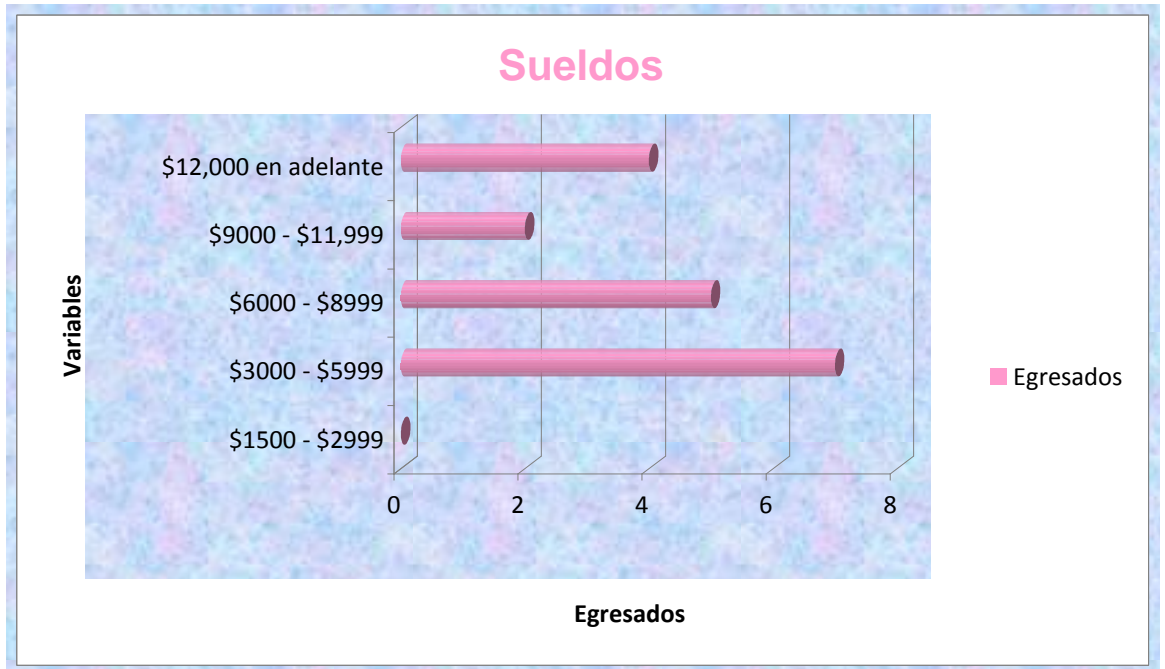 Sueldos
$12,000 en adelante
$9000 - $11,999
$6000 - $8999
$3000 - $5999
$1500 - $2999
Variables
0 2 4 6 8
Egresados
Egresados